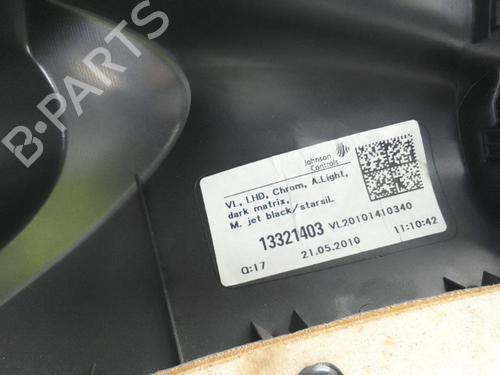 B-PARTS
Johnson
Controls
VL, LHD, Chrom, A.Light,
dark matrix,
M. jet black/starsil.
13321403 VL20101410340
Q:17 21.05.2010 11:10:42